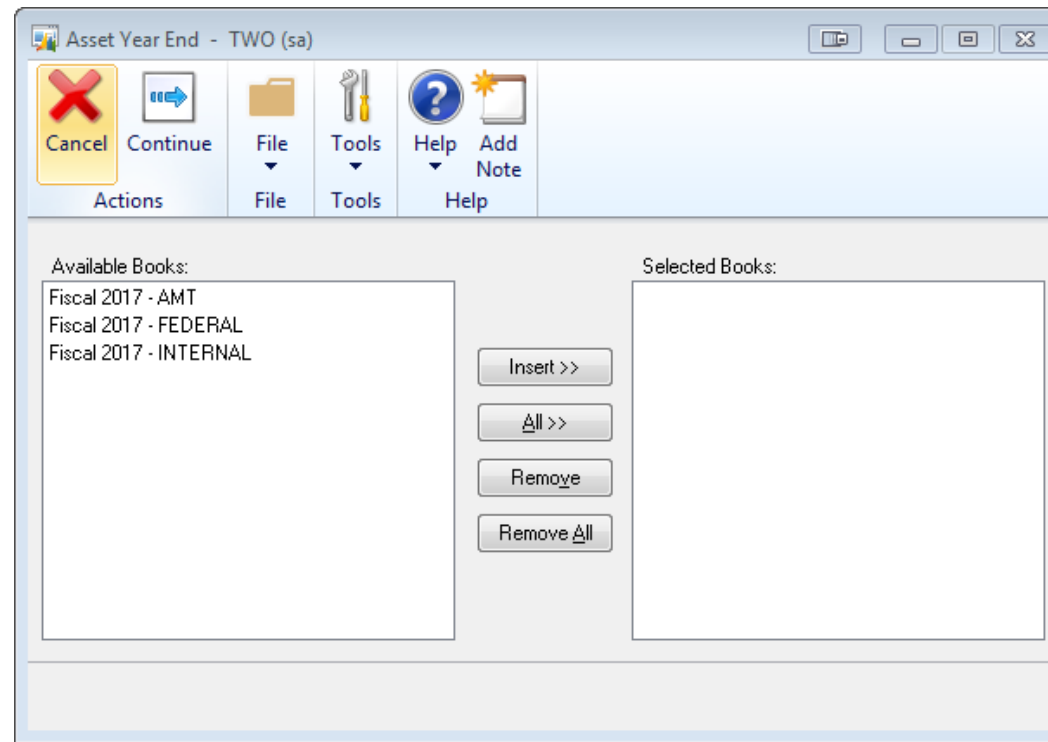 Asset Year End - TWO (sa)
Cancel Continue File Tools Help Add Note
Actions File Tools Help
Available Books:
Selected Books:
Fiscal 2017 - AMT
Fiscal 2017 - FEDERAL
Fiscal 2017 - INTERNAL
Insert >>
All >>
Remove
Remove All